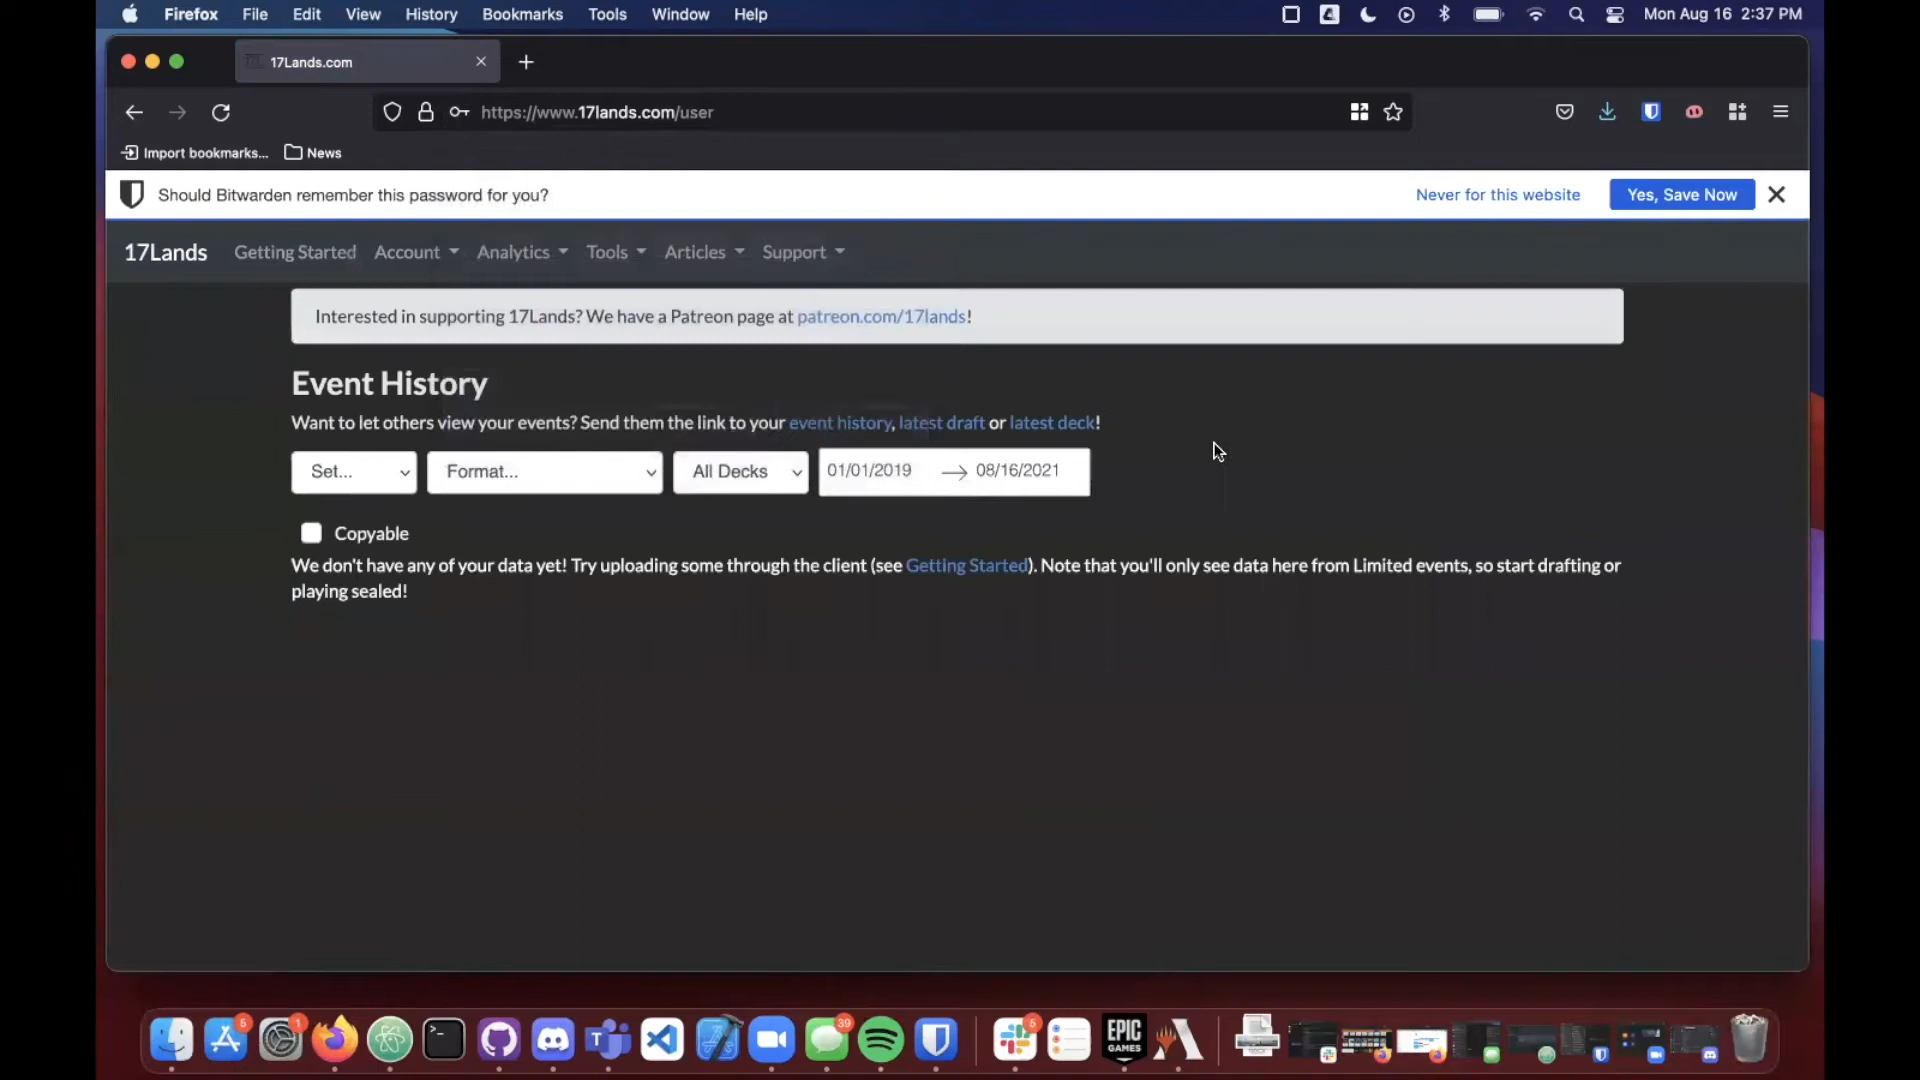 Firefox File Edit View History Bookmarks Tools Window Help Mon Aug 16 2:37 PM
17Lands.com
https://www.17lands.com/user
Import bookmarks... News
Should Bitwarden remember this password for you? Never for this website Yes, Save Now
17Lands Getting Started Account Analytics Tools Articles Support
Interested in supporting 17Lands? We have a Patreon page at patreon.com/17lands!
Event History
Want to let others view your events? Send them the link to your event history, latest draft or latest deck!
Set... Format... All Decks 01/01/2019 08/16/2021
Copyable
We don't have any of your data yet! Try uploading some through the client (see Getting Started). Note that you'll only see data here from Limited events, so start drafting or
playing sealed!
5 1 39 5
EPIC
GAMES